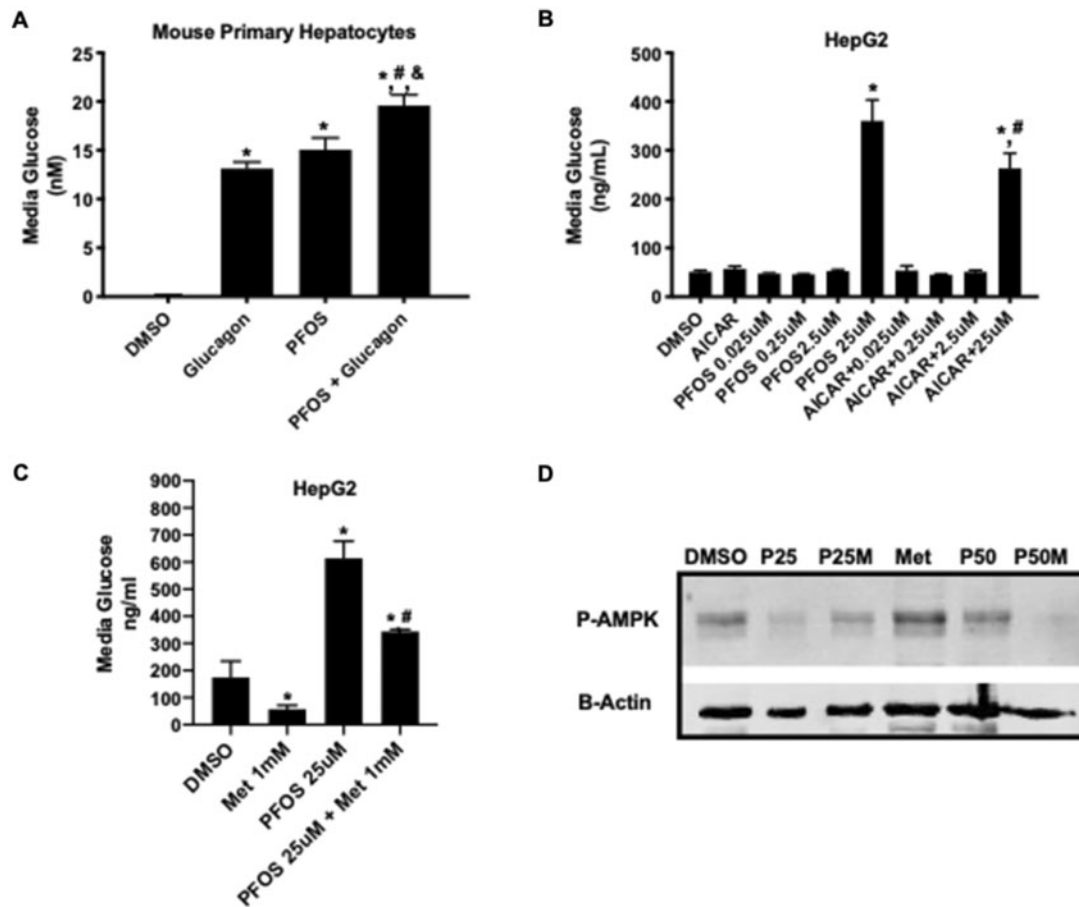 A
Mouse Primary Hepatocytes
Media Glucose
(nM)
25
20
15
10
5
0
*
*
*,#,&
DMSO
Glucagon
PFOS
PFOS + Glucagon
B
HepG2
Media Glucose
(ng/mL)
500
400
300
200
100
0
*
*,#
DMSO
AICAR
PFOS 0.025uM
PFOS 0.25uM
PFOS2.5uM
PFOS 25uM
AICAR+0.025uM
AICAR+0.25uM
AICAR+2.5uM
AICAR+25uM
C
HepG2
Media Glucose
ng/ml
900
800
700
600
500
400
300
200
100
0
*
*
* #
DMSO
Met 1mM
PFOS 25uM
PFOS 25uM + Met 1mM
D
DMSO P25 P25M Met P50 P50M
P-AMPK
B-Actin